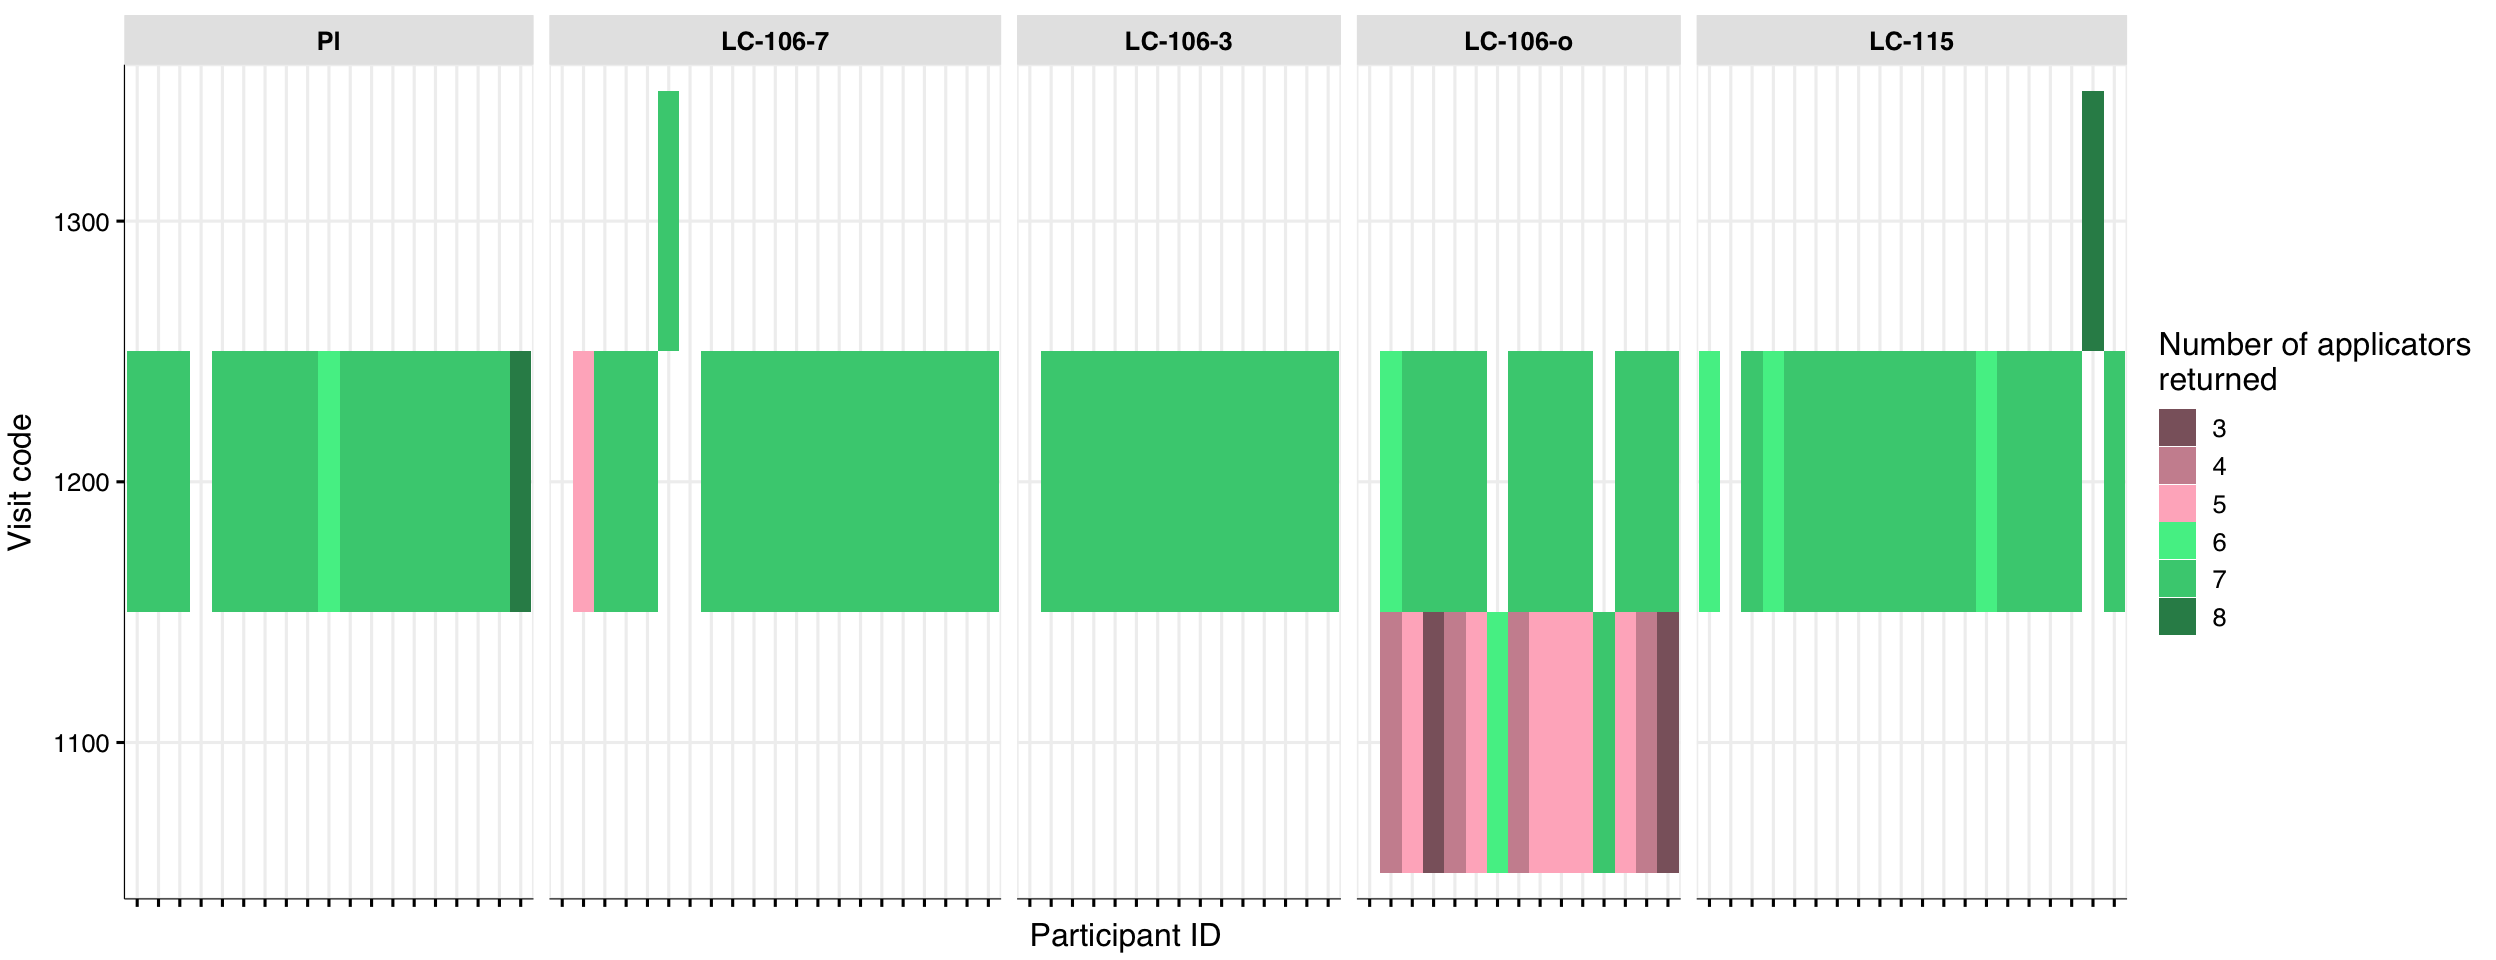 PI
LC-106-7
LC-106-3
LC-106-o
LC-115
1300
1200
1100
Visit code
Participant ID
Number of applicators
returned
3
4
5
6
7
8